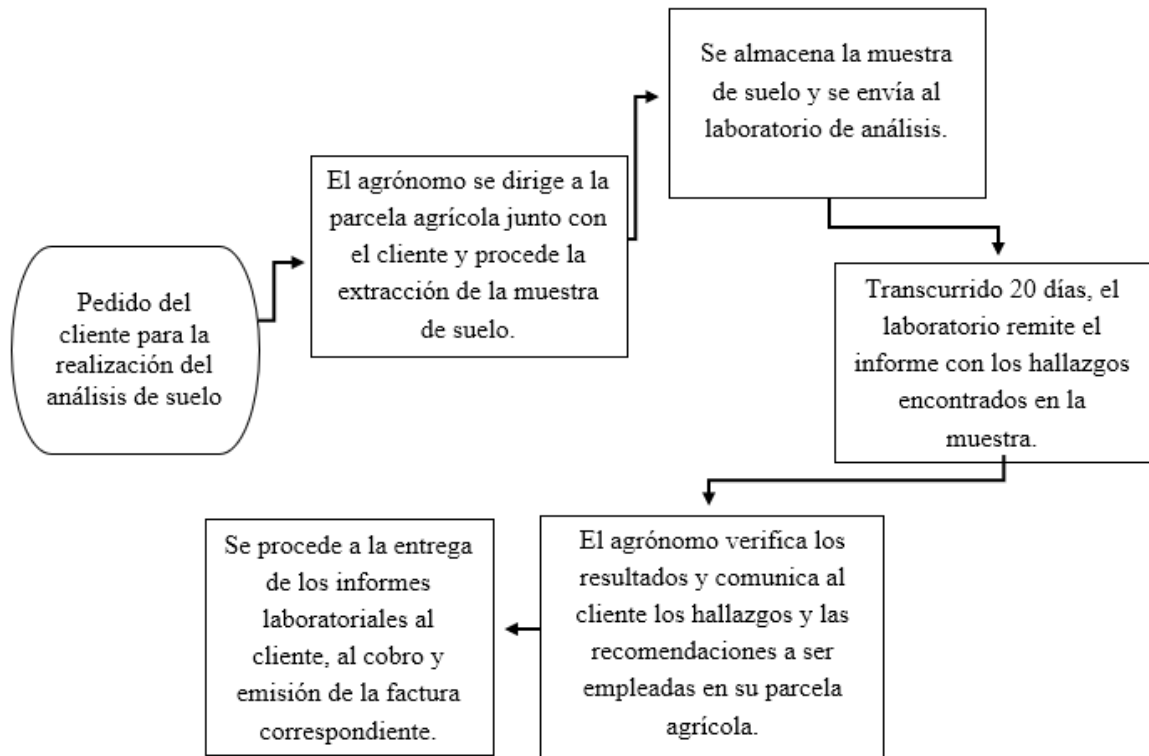 Pedido del
cliente para la
realización del
análisis de suelo
El agrónomo se dirige a la
parcela agrícola junto con
el cliente y procede la
extracción de la muestra
de suelo.
Se almacena la muestra
de suelo y se envía al
laboratorio de análisis.
Transcurrido 20 días, el
laboratorio remite el
informe con los hallazgos
encontrados en la
muestra.
El agrónomo verifica los
resultados y comunica al
cliente los hallazgos y las
recomendaciones a ser
empleadas en su parcela
agrícola.
Se procede a la entrega
de los informes
laboratoriales al
cliente, al cobro y
emisión de la factura
correspondiente.